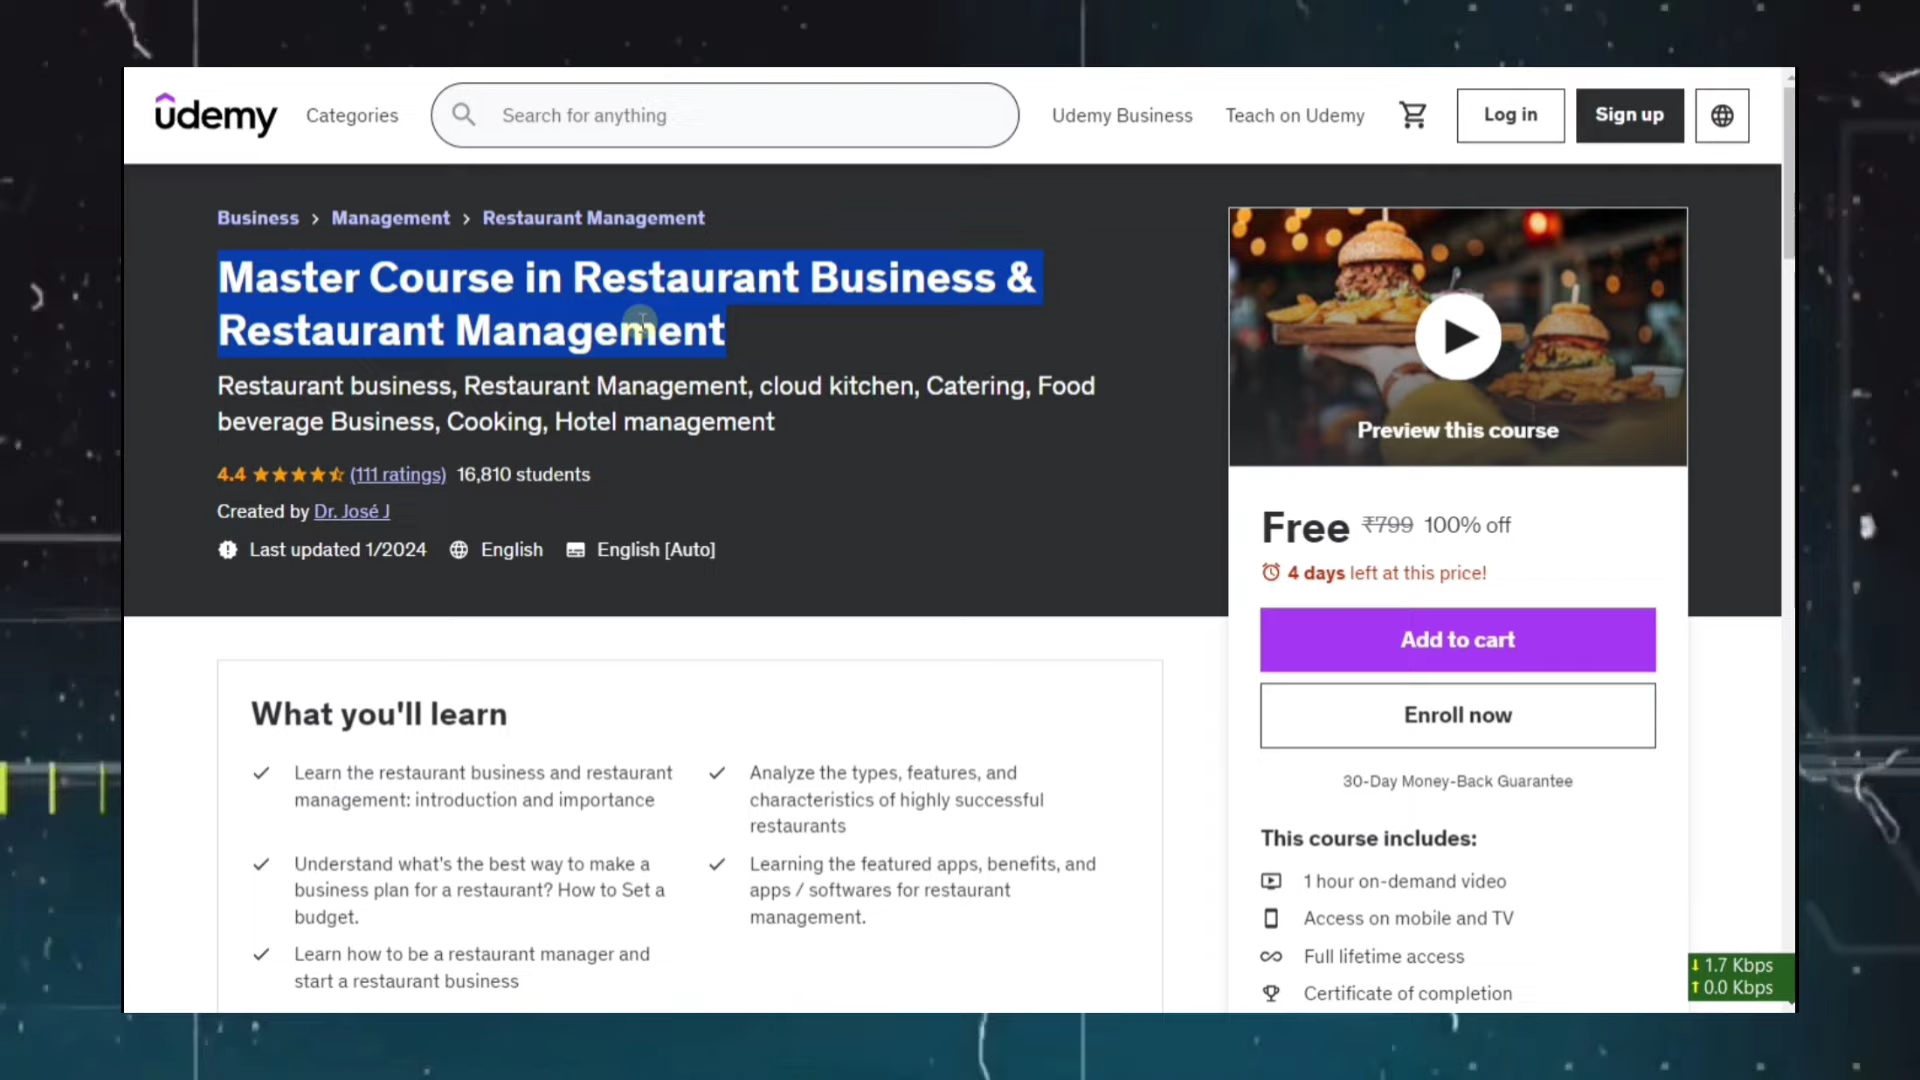 udemy
Categories
Search for anything
Udemy Business
Teach on Udemy
Log in
Sign up
Business > Management > Restaurant Management
Master Course in Restaurant Business &
Restaurant Management
Restaurant business, Restaurant Management, cloud kitchen, Catering, Food
beverage Business, Cooking, Hotel management
4.4 (111 ratings) 16,810 students
Created by Dr. José J
Last updated 1/2024 English English [Auto]
Preview this course
Free ₹799 100% off
4 days left at this price!
Add to cart
Enroll now
30-Day Money-Back Guarantee
This course includes:
1 hour on-demand video
Access on mobile and TV
Full lifetime access
Certificate of completion
What you'll learn
Learn the restaurant business and restaurant
management: introduction and importance
Analyze the types, features, and
characteristics of highly successful
restaurants
Understand what's the best way to make a
business plan for a restaurant? How to Set a
budget.
Learning the featured apps, benefits, and
apps / softwares for restaurant
management.
Learn how to be a restaurant manager and
start a restaurant business
↓ 1.7 Kbps
↑ 0.0 Kbps